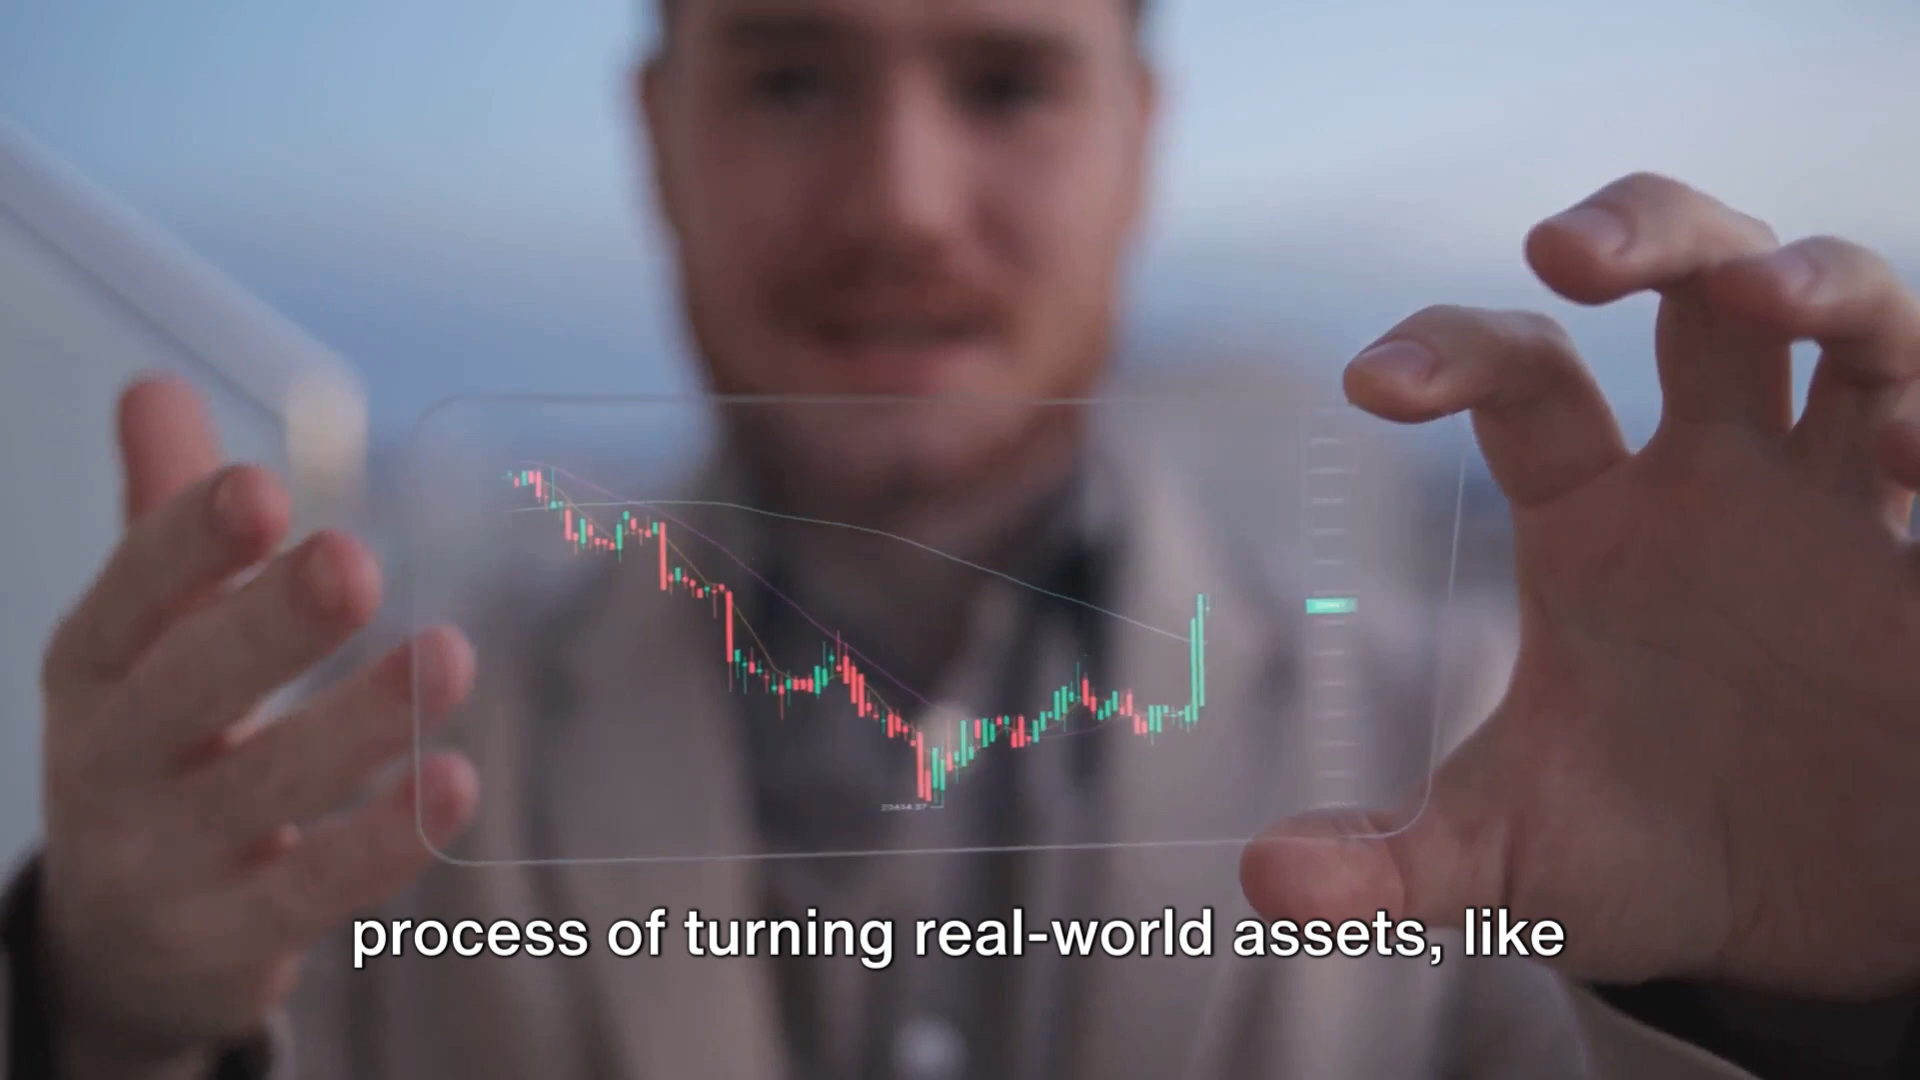 process of turning real-world assets, like